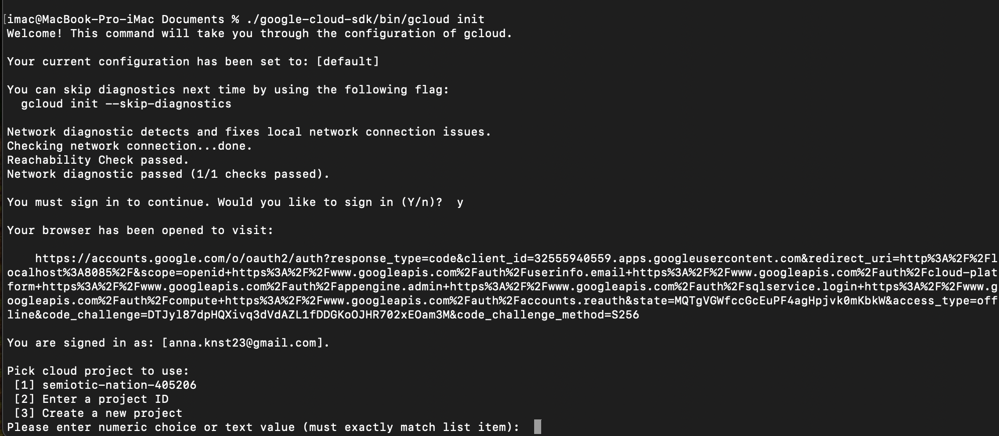 [imac@MacBook-Pro-iMac Documents % ./google-cloud-sdk/bin/gcloud init
Welcome! This command will take you through the configuration of gcloud.
Your current configuration has been set to: [default]
You can skip diagnostics next time by using the following flag:
  gcloud init --skip-diagnostics
Network diagnostic detects and fixes local network connection issues.
Checking network connection...done.
Reachability Check passed.
Network diagnostic passed (1/1 checks passed).
You must sign in to continue. Would you like to sign in (Y/n)?  y
Your browser has been opened to visit:
    https://accounts.google.com/o/oauth2/auth?response_type=code&client_id=32555940559.apps.googleusercontent.com&redirect_uri=http%3A%2F%2Fl
ocalhost%3A8085%2F&scope=openid+https%3A%2F%2Fwww.googleapis.com%2Fauth%2Fuserinfo.email+https%3A%2F%2Fwww.googleapis.com%2Fauth%2Fcloud-plat
form+https%3A%2F%2Fwww.googleapis.com%2Fauth%2Fappengine.admin+https%3A%2F%2Fwww.googleapis.com%2Fauth%2Fsqlservice.login+https%3A%2F%2Fwww.g
oogleapis.com%2Fauth%2Fcompute+https%3A%2F%2Fwww.googleapis.com%2Fauth%2Faccounts.reauth&state=MQTgVGWfccGcEuPF4agHpjvk0mKbkW&access_type=off
line&code_challenge=DTJyl87dpHQXivq3dVdAZL1fDDGKoOJHR702xEOam3M&code_challenge_method=S256
You are signed in as: [anna.knst23@gmail.com].
Pick cloud project to use:
 [1] semiotic-nation-405206
 [2] Enter a project ID
 [3] Create a new project
Please enter numeric choice or text value (must exactly match list item):